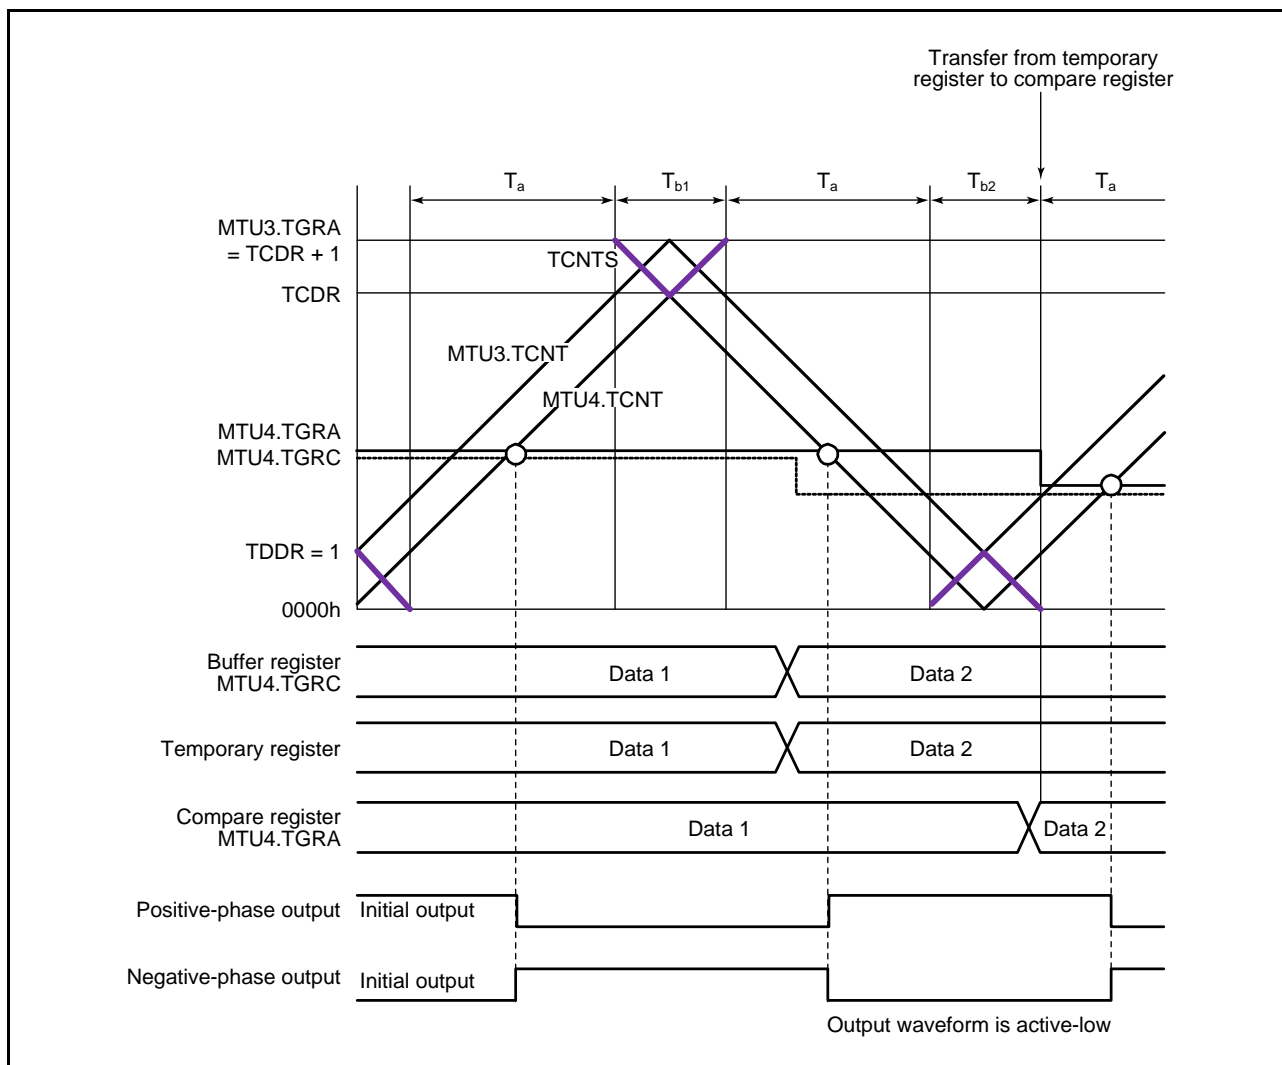 Transfer from temporary
register to compare register
Ta
Tb1
Ta
Tb2
Ta
MTU3.TGRA
= TCDR + 1
TCNTS
TCDR
MTU3.TCNT
MTU4.TCNT
MTU4.TGRA
MTU4.TGRC
TDDR = 1
0000h
Buffer register
MTU4.TGRC
Data 1
Data 2
Temporary register
Data 1
Data 2
Compare register
MTU4.TGRA
Data 1
Data 2
Positive-phase output
Initial output
Negative-phase output
Initial output
Output waveform is active-low